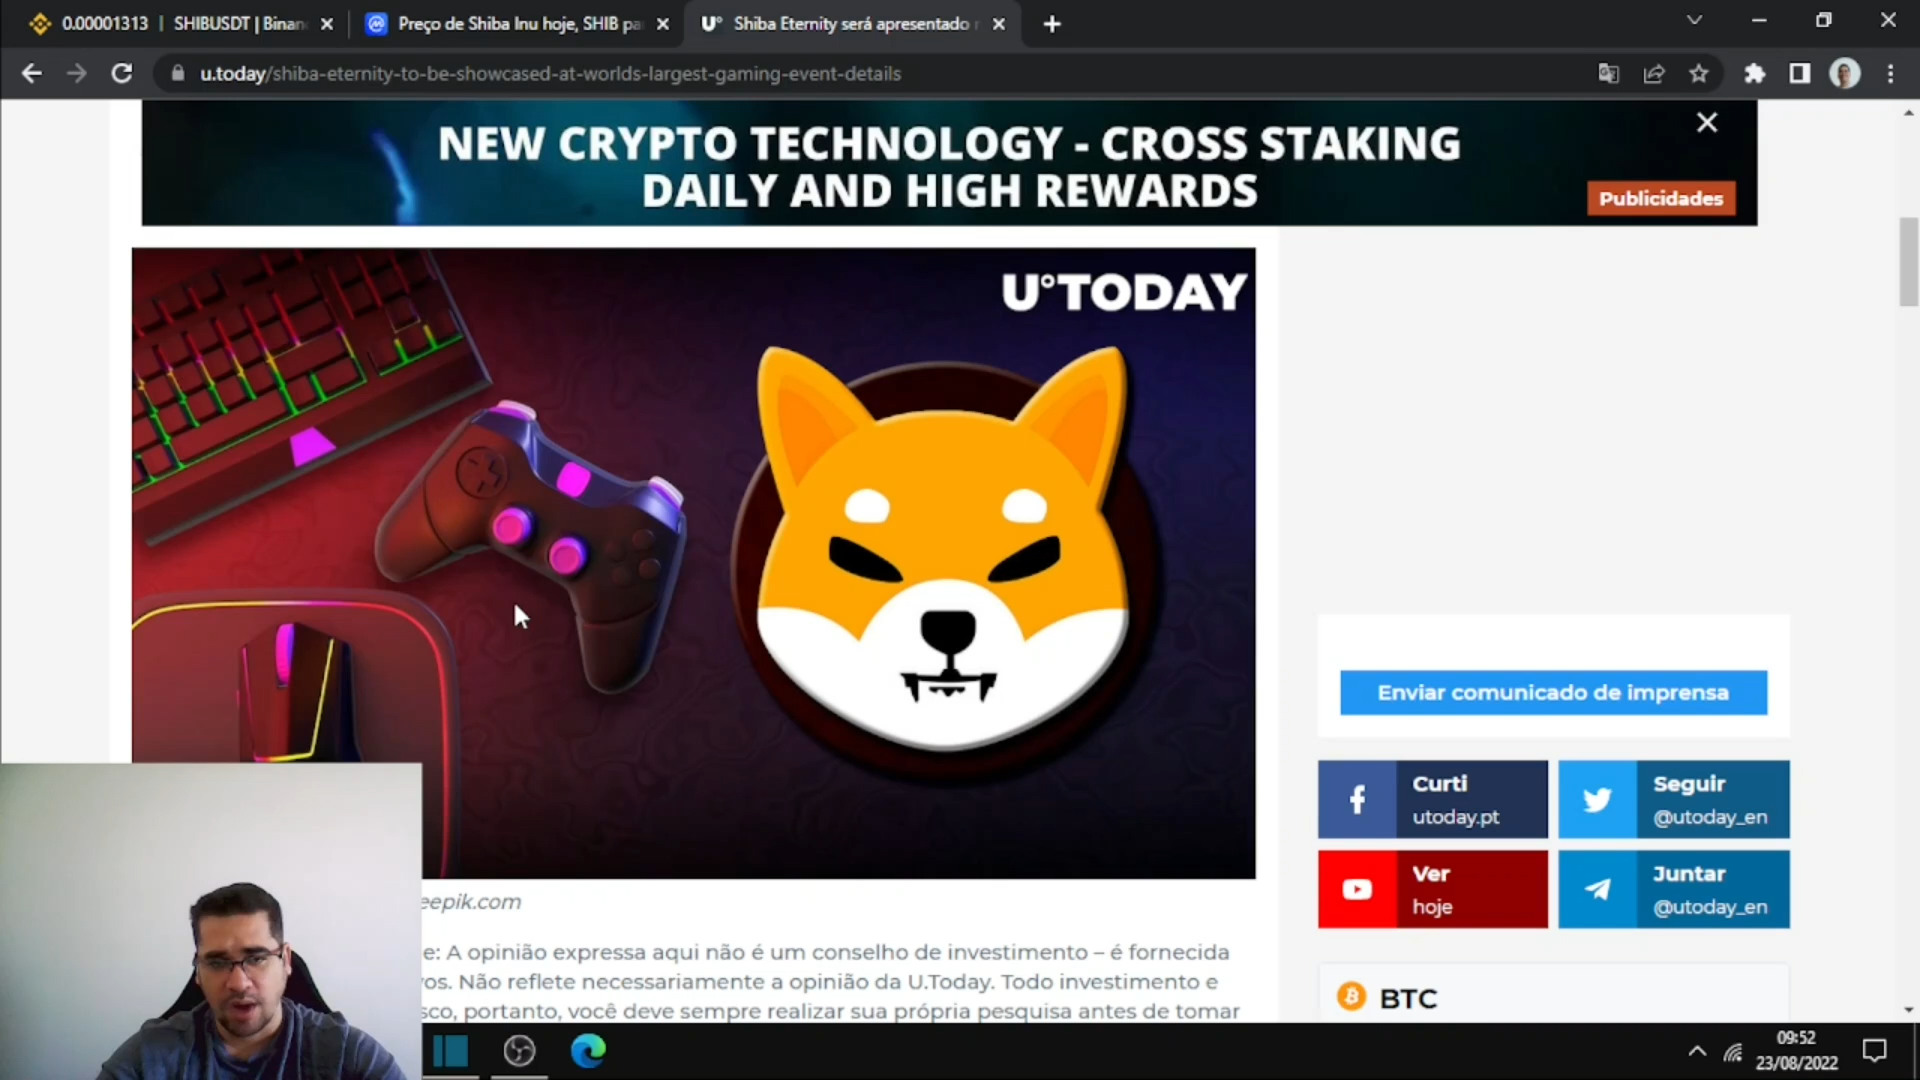 0.00001313 | SHIBUSDT | Binan
Preço de Shiba Inu hoje, SHIB pa
U° Shiba Eternity será apresentado
u.today/shiba-eternity-to-be-showcased-at-worlds-largest-gaming-event-details
NEW CRYPTO TECHNOLOGY - CROSS STAKING
DAILY AND HIGH REWARDS
Publicidades
U°TODAY
eepik.com
e: A opinião expressa aqui não é um conselho de investimento – é fornecida
vos. Não reflete necessariamente a opinião da U.Today. Todo investimento e
sco, portanto, você deve sempre realizar sua própria pesquisa antes de tomar
Enviar comunicado de imprensa
Curti
utoday.pt
Seguir
@utoday_en
Ver
hoje
Juntar
@utoday_en
BTC
09:52
23/08/2022